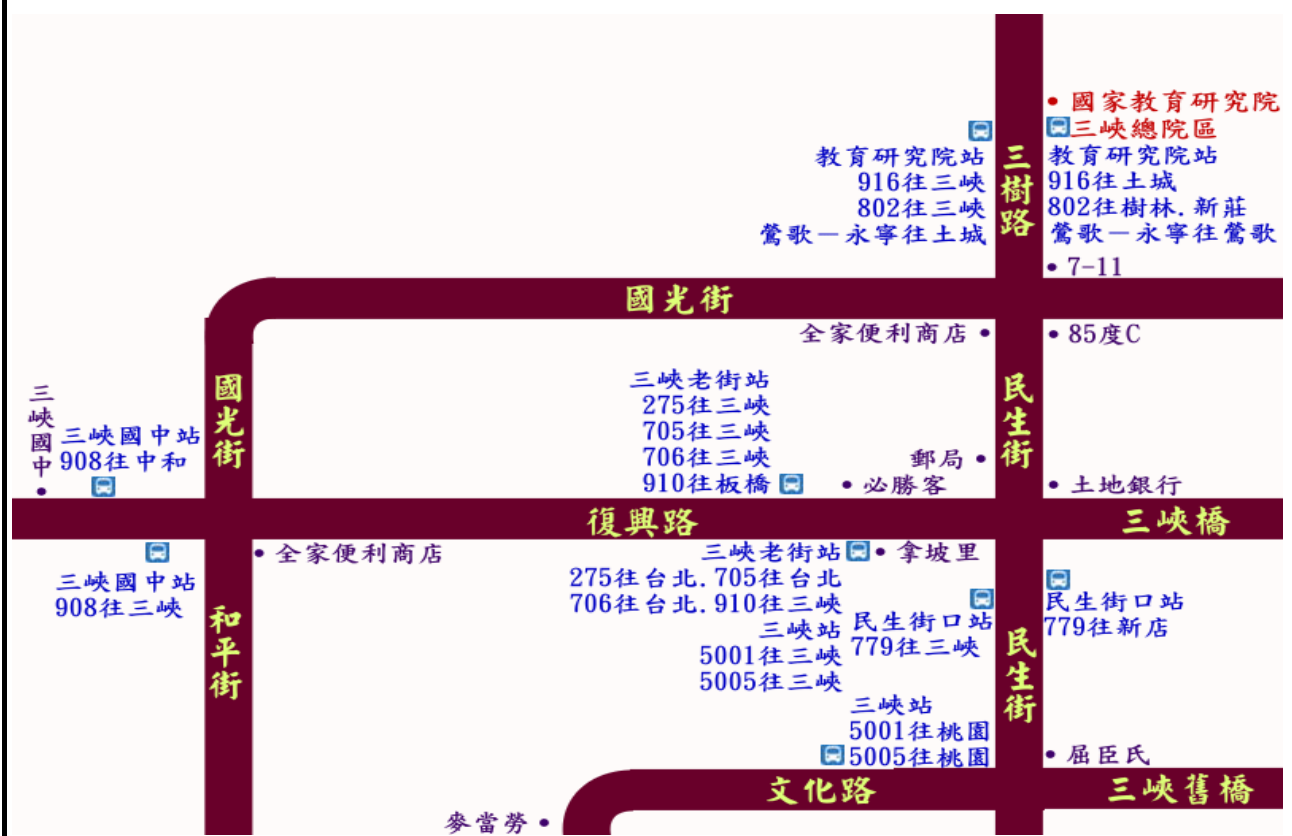 • 國家教育研究院
三峽總院區
教育研究院站
916往三峽
802往三峽
鶯歌－永寧往土城
三樹路
教育研究院站
916往土城
802往樹林.新莊
鶯歌－永寧往鶯歌
• 7-11
國光街
全家便利商店 •
• 85度C
三峽國中 •
三峽國中站
908往中和
國光街
三峽老街站
275往三峽
705往三峽
706往三峽
910往板橋
• 必勝客
郵局 •
民生街
• 土地銀行
復興路
三峽橋
三峽國中站
908往三峽
• 全家便利商店
和平街
三峽老街站
• 拿坡里
275往台北.705往台北
706往台北.910往三峽
三峽站
5001往三峽
5005往三峽
民生街口站
779往三峽
民生街口站
779往新店
民生街
三峽站
5001往桃園
5005往桃園
• 屈臣氏
文化路
三峽舊橋
麥當勞 •